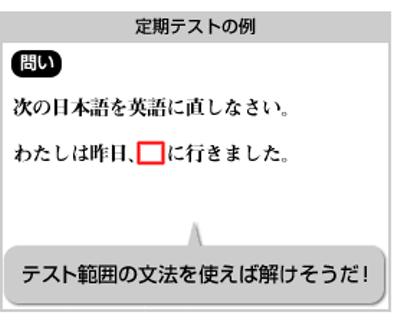 定期テストの例
問い
次の日本語を英語に直しなさい。
わたしは昨日、□に行きました。
テスト範囲の文法を使えば解けそうだ!